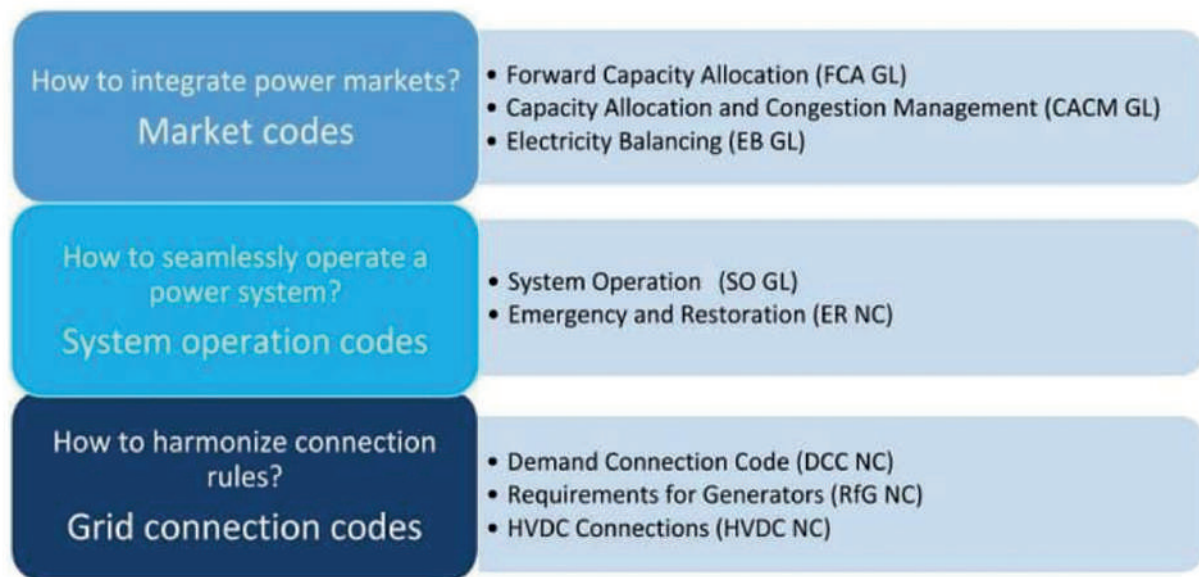 How to integrate power markets?
Market codes
• Forward Capacity Allocation (FCA GL)
• Capacity Allocation and Congestion Management (CACM GL)
• Electricity Balancing (EB GL)
How to seamlessly operate a
power system?
System operation codes
• System Operation (SO GL)
• Emergency and Restoration (ER NC)
How to harmonize connection
rules?
Grid connection codes
• Demand Connection Code (DCC NC)
• Requirements for Generators (RfG NC)
• HVDC Connections (HVDC NC)